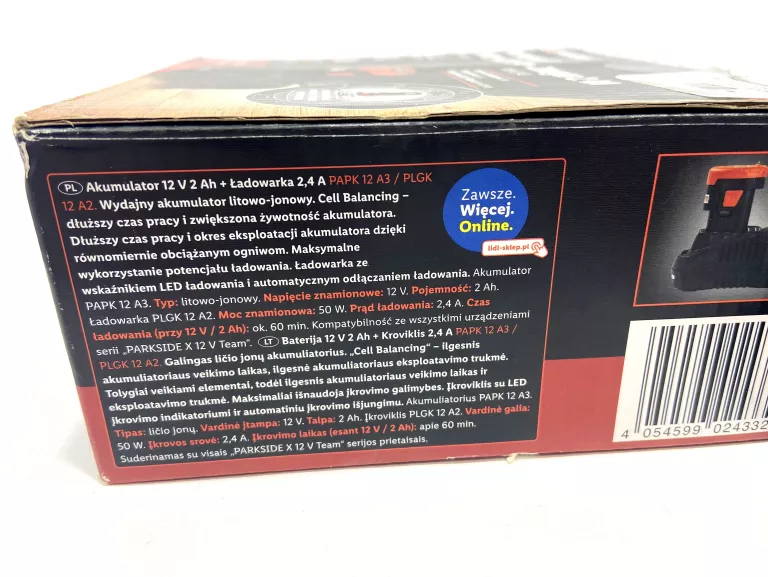 PL Akumulator 12 V 2 Ah + Ładowarka 2,4 A PAPK 12 A3 / PLGK
12 A2. Wydajny akumulator litowo-jonowy. Cell Balancing –
dłuższy czas pracy i zwiększona żywotność akumulatora.
Dłuższy czas pracy i okres eksploatacji akumulatora dzięki
równomiernie obciążanym ogniwom. Maksymalne
wykorzystanie potencjału ładowania. Ładowarka ze
wskaźnikiem LED ładowania i automatycznym odłączaniem ładowania. Akumulator
PAPK 12 A3. Typ: litowo-jonowy. Napięcie znamionowe: 12 V. Pojemność: 2 Ah.
Ładowarka PLGK 12 A2. Moc znamionowa: 50 W. Prąd ładowania: 2,4 A. Czas
ładowania (przy 12 V / 2 Ah): ok. 60 min. Kompatybilność ze wszystkimi urządzeniami
serii „PARKSIDE X 12 V Team”. LT Baterija 12 V 2 Ah + Kroviklis 2,4 A PAPK 12 A3 /
PLGK 12 A2. Galingas ličio jonų akumuliatorius. „Cell Balancing“ – ilgesnis
akumuliatoriaus veikimo laikas, ilgesnė akumuliatoriaus eksploatavimo trukmė.
Tolygiai veikiami elementai, todėl ilgesnis akumuliatoriaus veikimo laikas ir
eksploatavimo trukmė. Maksimaliai išnaudoja įkrovimo galimybes. Įkroviklis su LED
įkrovimo indikatoriumi ir automatiniu įkrovimo išjungimu. Akumuliatorius PAPK 12 A3.
Tipas: ličio jonų. Vardinė įtampa: 12 V. Talpa: 2 Ah. Įkroviklis PLGK 12 A2. Vardinė galia:
50 W. Įkrovos srovė: 2,4 A. Įkrovimo laikas (esant 12 V / 2 Ah): apie 60 min.
Suderinamas su visais „PARKSIDE X 12 V Team“ serijos prietaisais.
Zawsze.
Więcej.
Online.
lidl-sklep.pl
4 054599 024332